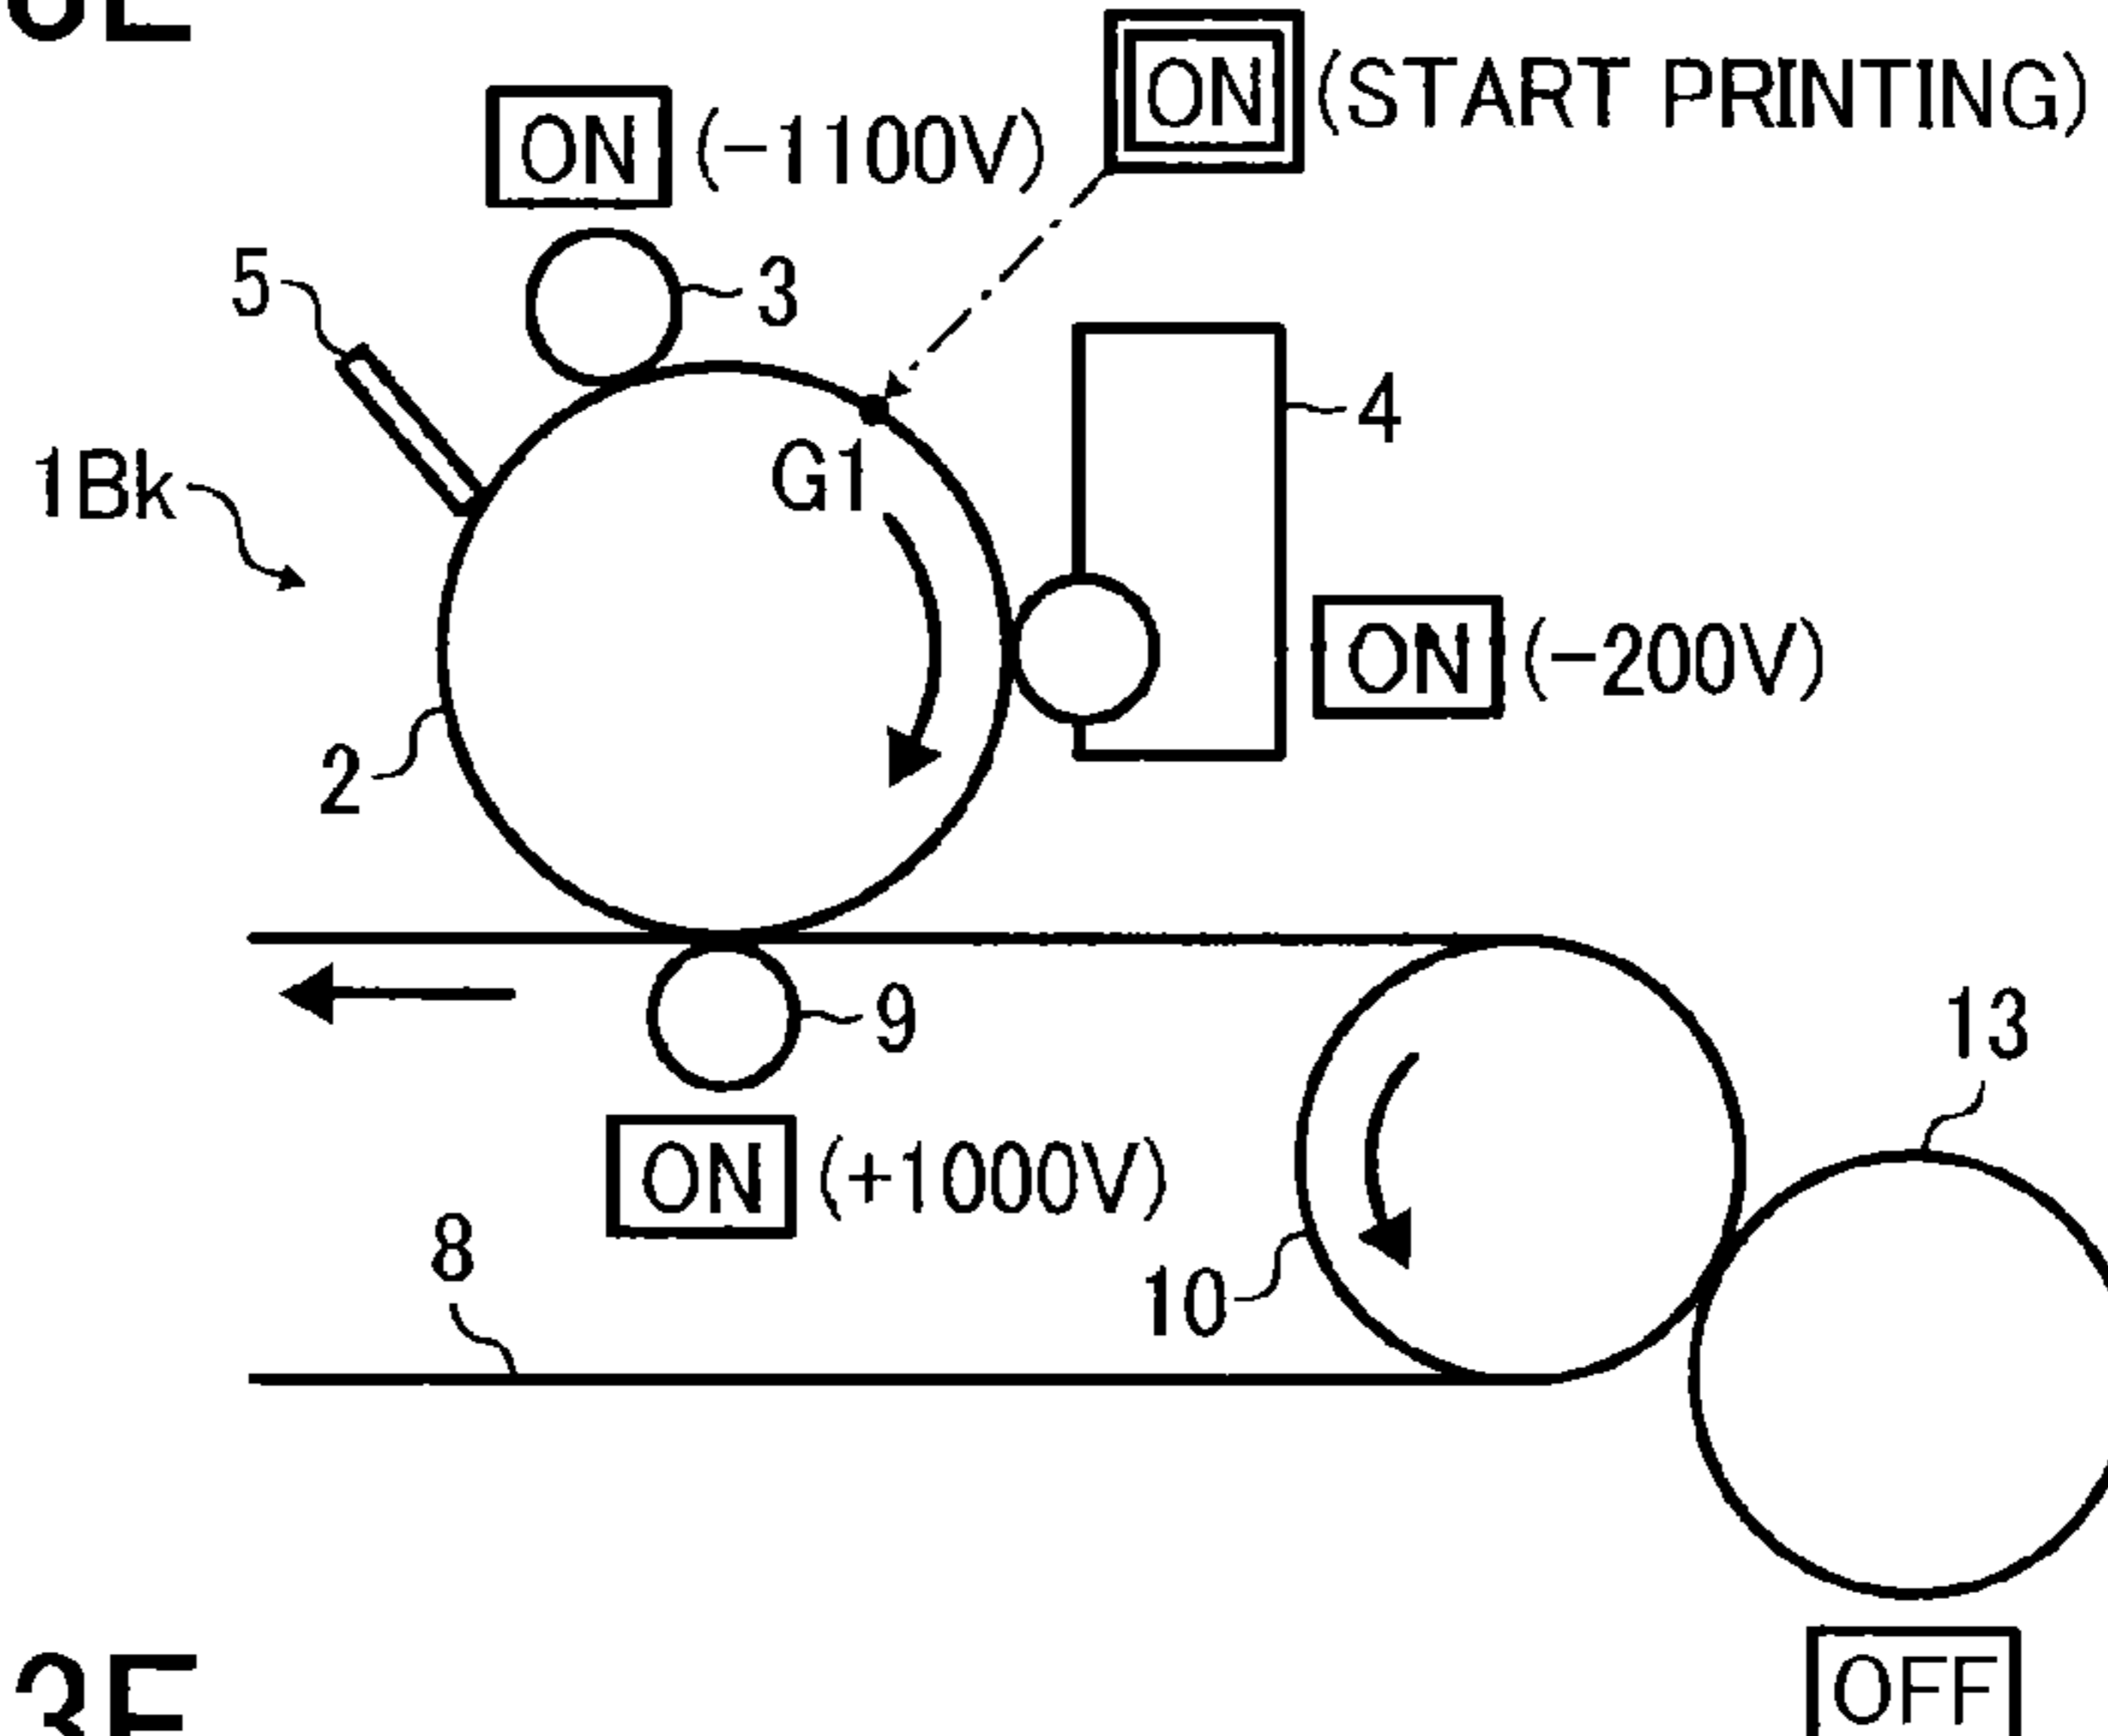 ON (START PRINTING)
ON (-1100V)
5
3
4
1Bk
G1
ON (-200V)
2
9
13
ON (+1000V)
8
10
OFF